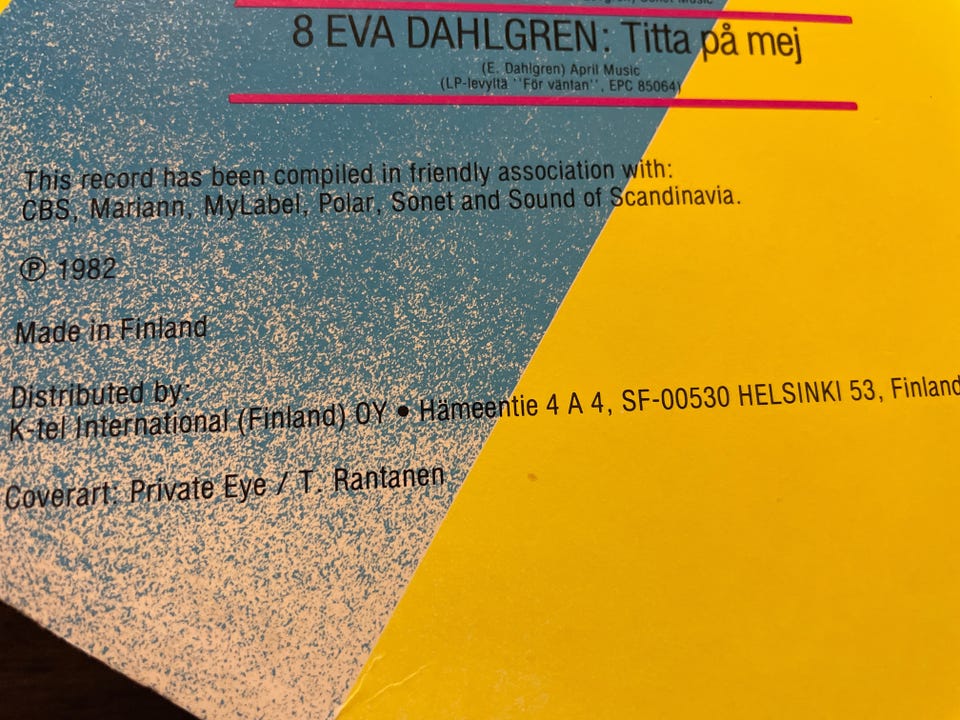 Music
8 EVA DAHLGREN: Titta på mej
(E. Dahlgren) April Music
(LP-levyltä ''För väntan'', EPC 85064)
This record has been compiled in friendly association with:
CBS, Mariann, MyLabel, Polar, Sonet and Sound of Scandinavia.
Ⓟ 1982
Made in Finland
Distributed by:
K-tel International (Finland) OY • Hämeentie 4 A 4, SF-00530 HELSINKI 53, Finland
Coverart: Private Eye / T. Rantanen